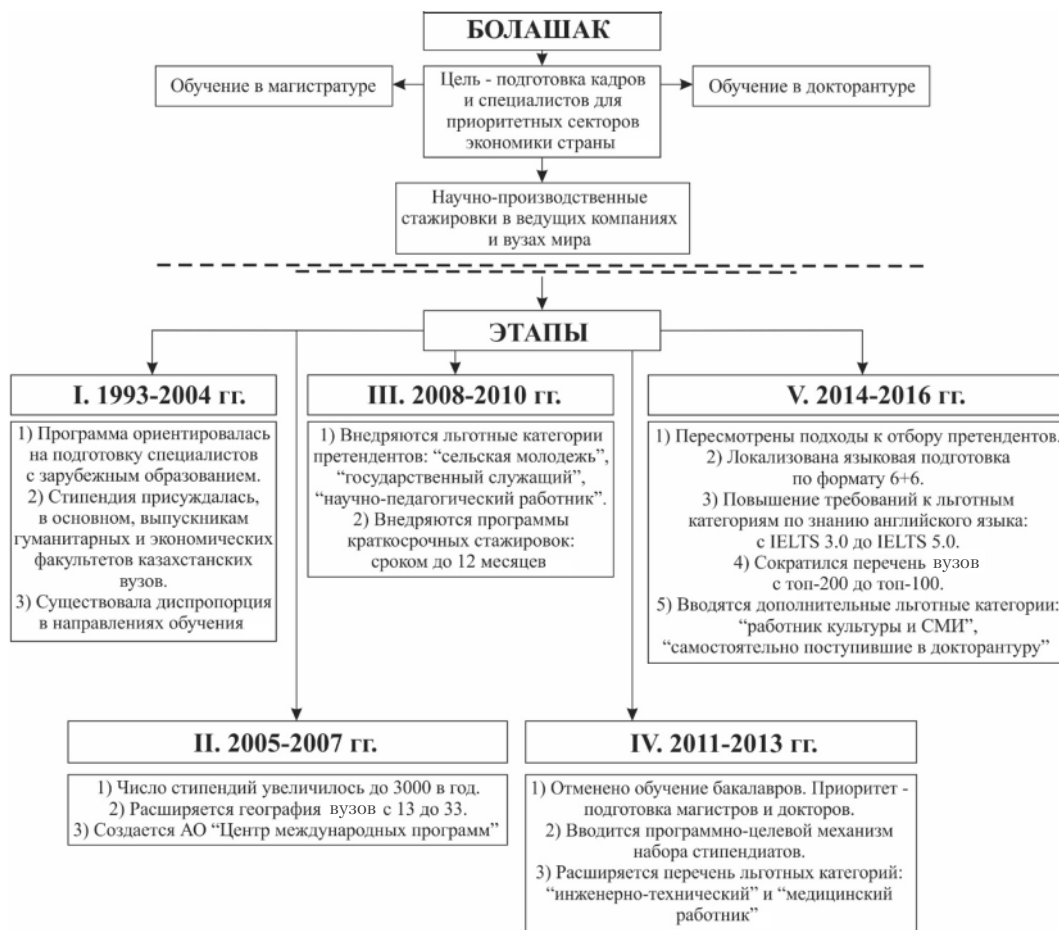 БОЛАШАК
Обучение в магистратуре
Цель - подготовка кадров
и специалистов для
приоритетных секторов
экономики страны
Обучение в докторантуре
Научно-производственные
стажировки в ведущих компаниях
и вузах мира
ЭТАПЫ
I. 1993-2004 гг.
1) Программа ориентировалась
на подготовку специалистов
с зарубежным образованием.
2) Стипендия присуждалась,
в основном, выпускникам
гуманитарных и экономических
факультетов казахстанских
вузов.
3) Существовала диспропорция
в направлениях обучения
III. 2008-2010 гг.
1) Внедряются льготные категории
претендентов: “сельская молодежь”,
“государственный служащий”,
“научно-педагогический работник”.
2) Внедряются программы
краткосрочных стажировок:
сроком до 12 месяцев
V. 2014-2016 гг.
1) Пересмотрены подходы к отбору претендентов.
2) Локализована языковая подготовка
по формату 6+6.
3) Повышение требований к льготным
категориям по знанию английского языка:
с IELTS 3.0 до IELTS 5.0.
4) Сократился перечень вузов
с топ-200 до топ-100.
5) Вводятся дополнительные льготные категории:
“работник культуры и СМИ”,
“самостоятельно поступившие в докторантуру”
II. 2005-2007 гг.
1) Число стипендий увеличилось до 3000 в год.
2) Расширяется география вузов с 13 до 33.
3) Создается АО “Центр международных программ”
IV. 2011-2013 гг.
1) Отменено обучение бакалавров. Приоритет -
подготовка магистров и докторов.
2) Вводится программно-целевой механизм
набора стипендиатов.
3) Расширяется перечень льготных категорий:
“инженерно-технический” и “медицинский
работник”